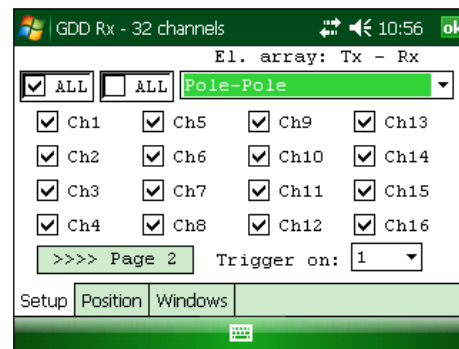 GDD Rx - 32 channels 10:56 ok
El. array: Tx - Rx
ALL ALL Pole-Pole
Ch1 Ch5 Ch9 Ch13
Ch2 Ch6 Ch10 Ch14
Ch3 Ch7 Ch11 Ch15
Ch4 Ch8 Ch12 Ch16
>>>> Page 2 Trigger on: 1
Setup Position Windows